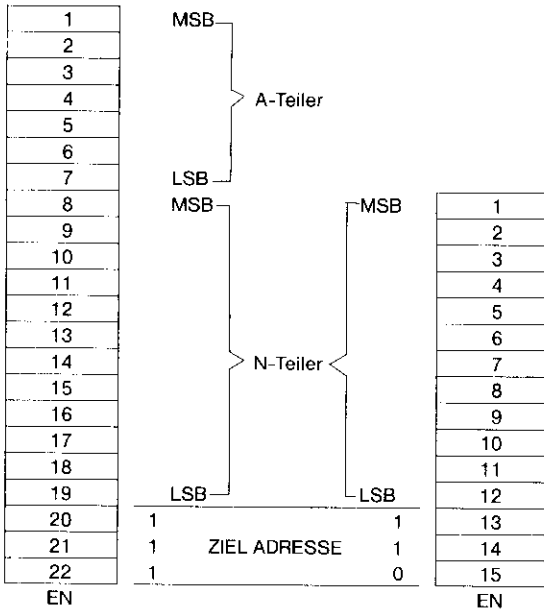 1 MSB
2
3
4 A-Teiler
5
6
7 LSB
8 MSB MSB 1
9 2
10 3
11 4
12 5
13 6
14 N-Teiler 7
15 8
16 9
17 10
18 11
19 LSB LSB 12
20 1 1 13
21 1 ZIEL ADRESSE 1 14
22 1 0 15
EN EN